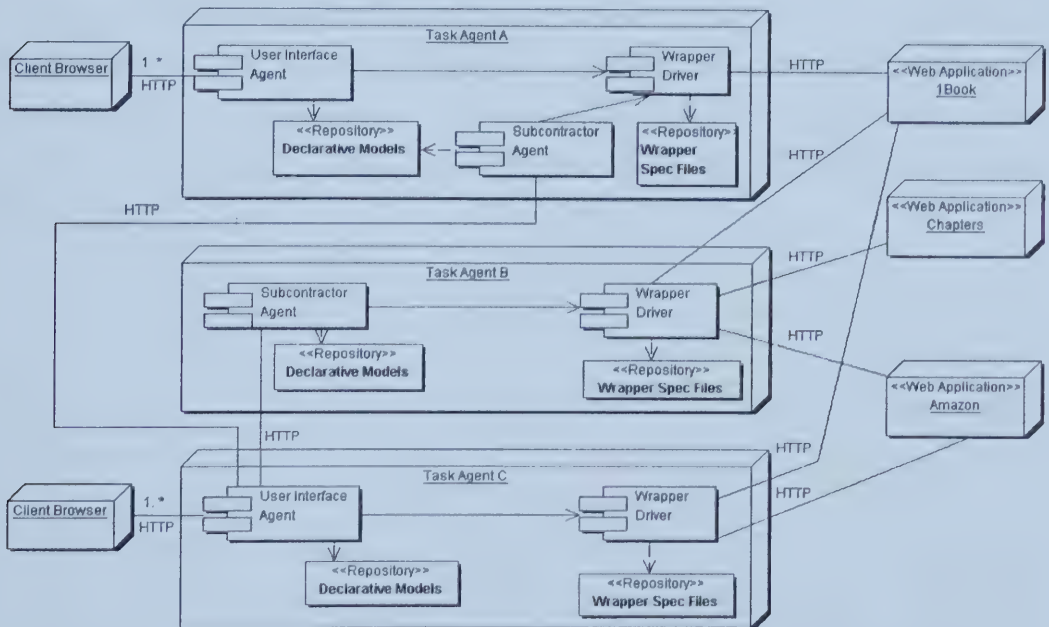 Task Agent A
Client Browser
1..*
HTTP
User Interface
Agent
Wrapper
Driver
HTTP
<<Web Application>>
1Book
<<Repository>>
Declarative Models
Subcontractor
Agent
<<Repository>>
Wrapper
Spec Files
HTTP
HTTP
<<Web Application>>
Chapters
Task Agent B
HTTP
Subcontractor
Agent
Wrapper
Driver
<<Repository>>
Declarative Models
<<Repository>>
Wrapper Spec Files
HTTP
<<Web Application>>
Amazon
HTTP
HTTP
Task Agent C
Client Browser
1..*
HTTP
User Interface
Agent
Wrapper
Driver
HTTP
<<Repository>>
Declarative Models
<<Repository>>
Wrapper Spec Files